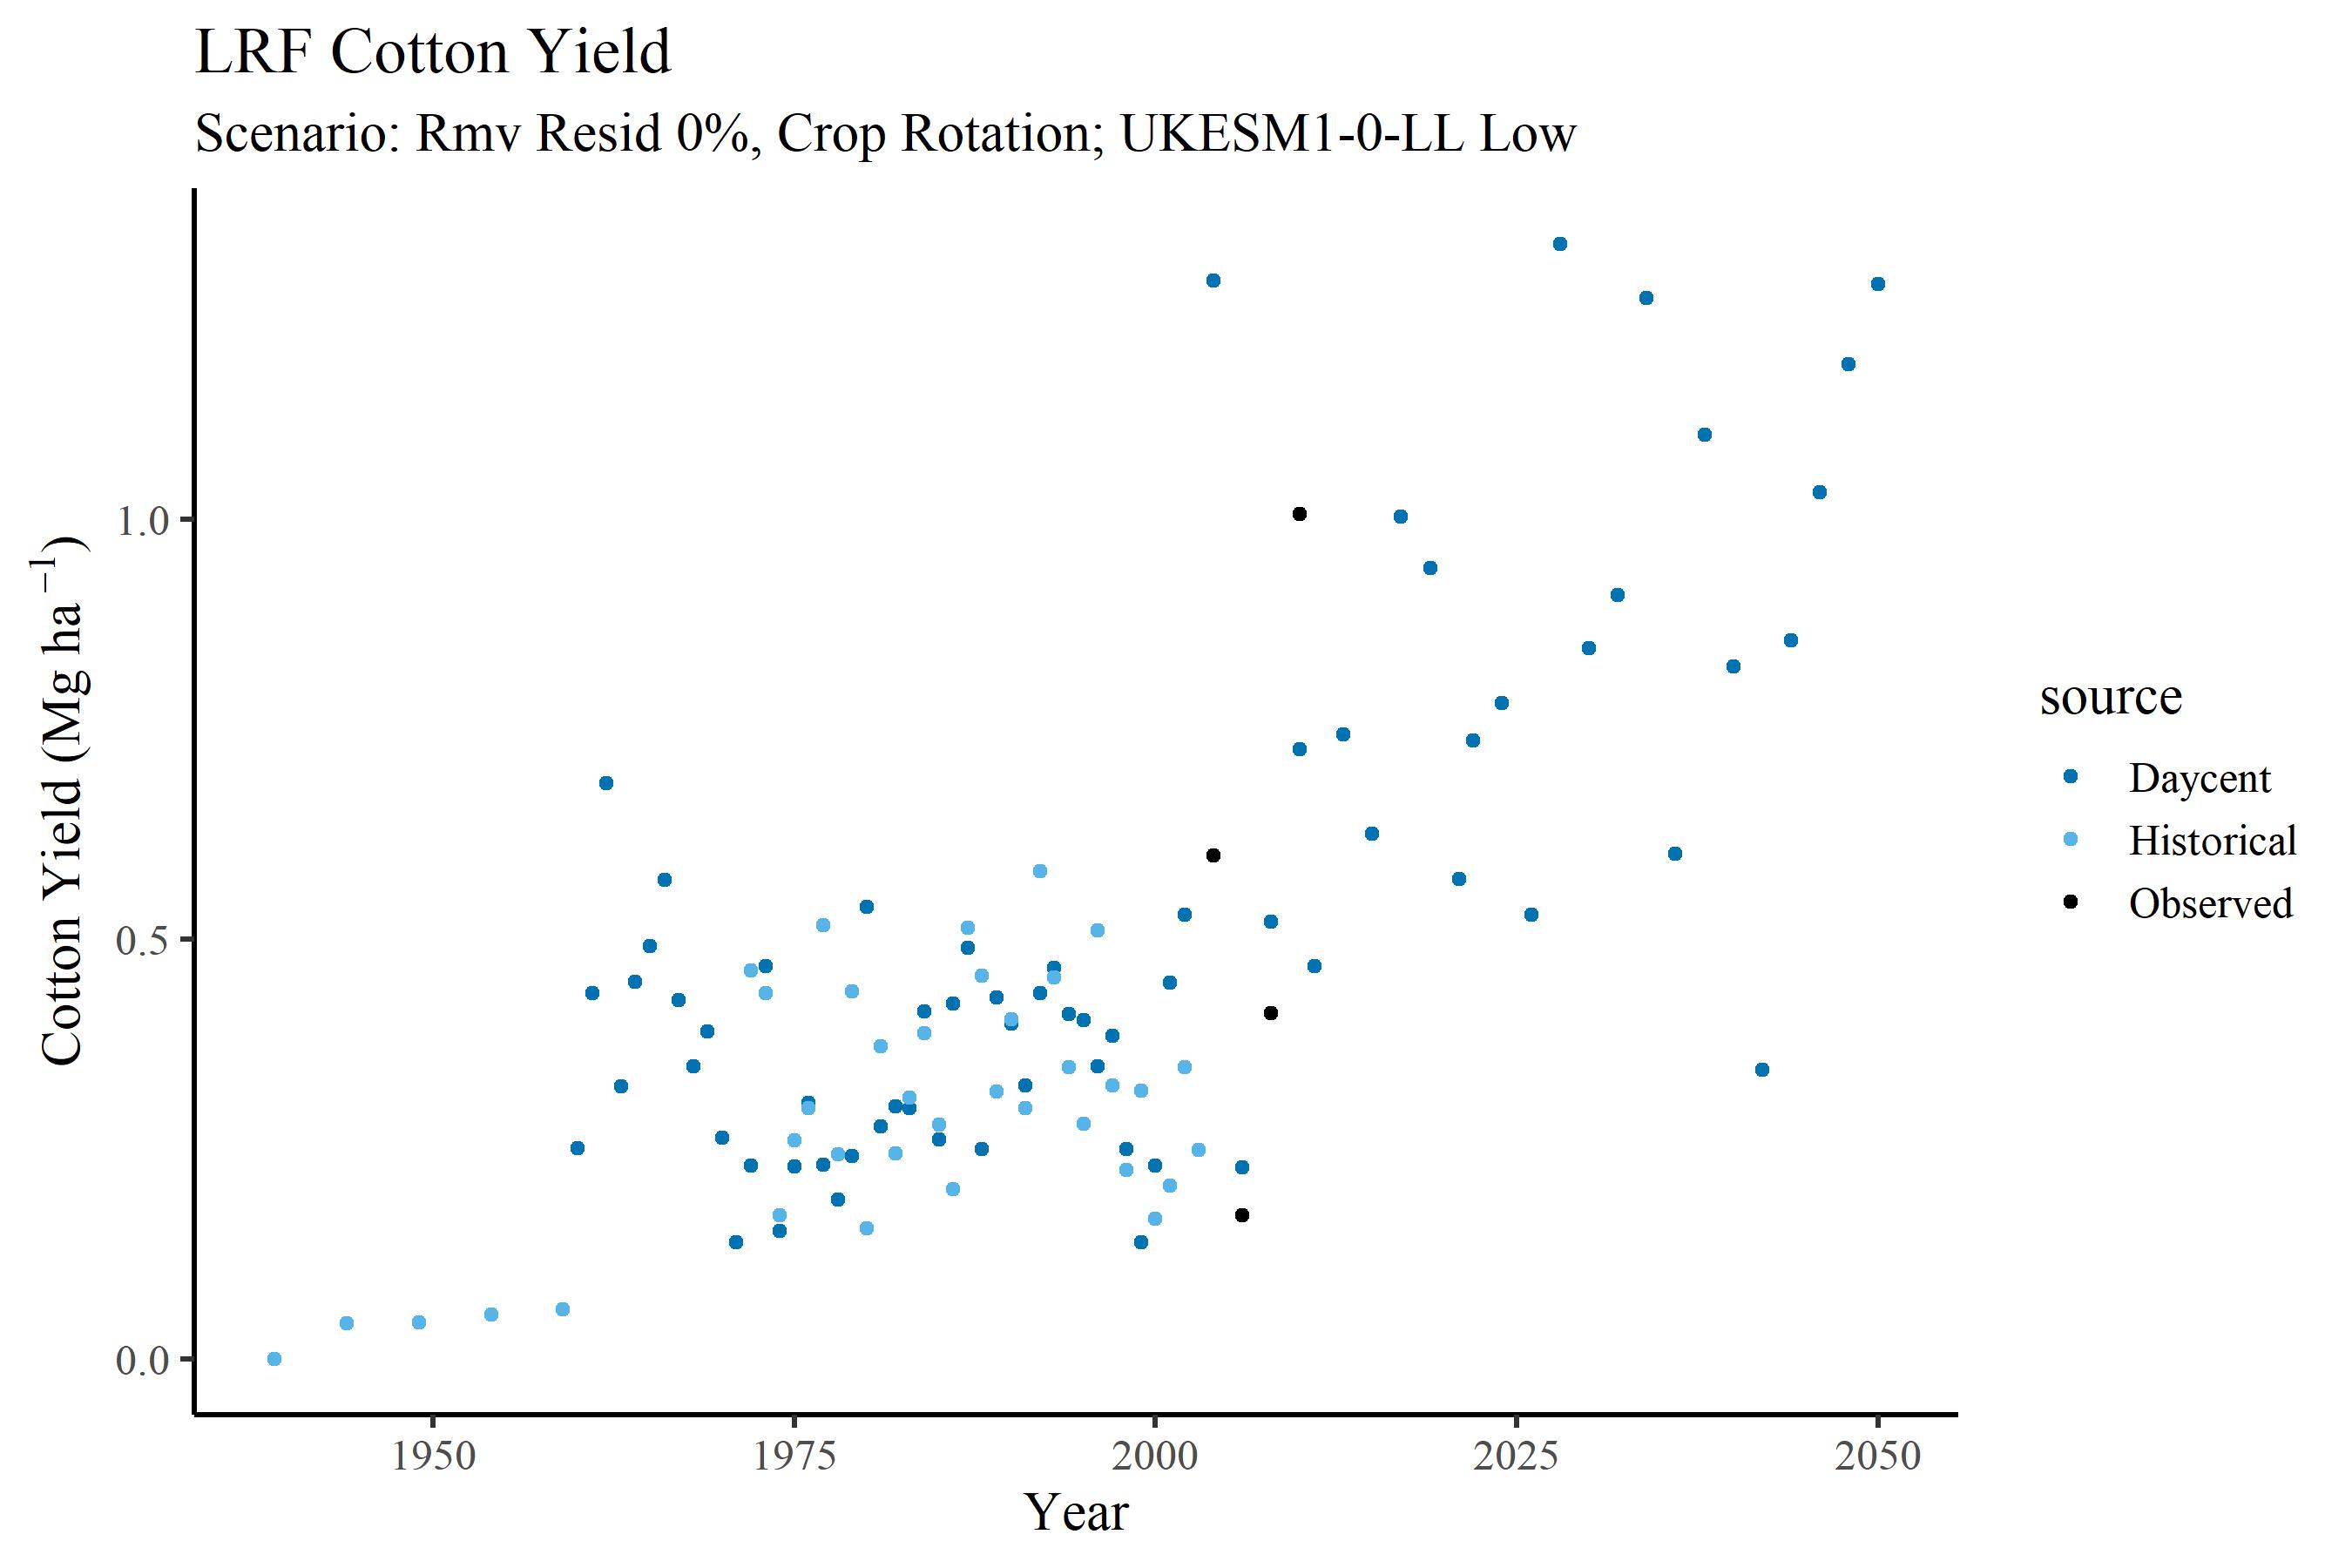 LRF Cotton Yield
Scenario: Rmv Resid 0%, Crop Rotation; UKESM1-0-LL Low
Cotton Yield (Mg ha⁻¹)
1.0
0.5
0.0
1950 1975 2000 2025 2050
Year
source
Daycent
Historical
Observed